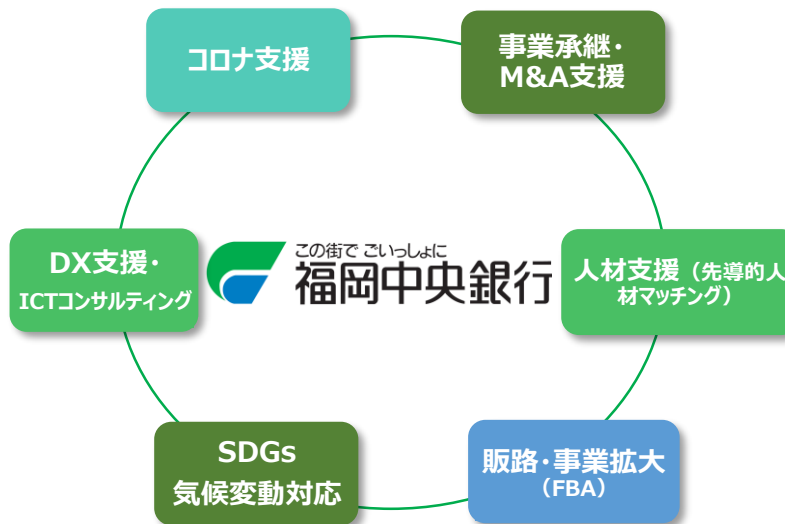 コロナ支援
事業承継・
M&A支援
DX支援・
ICTコンサルティング
この街で ごいっしょに
福岡中央銀行
人材支援（先導的人
材マッチング）
SDGs
気候変動対応
販路・事業拡大
（FBA）